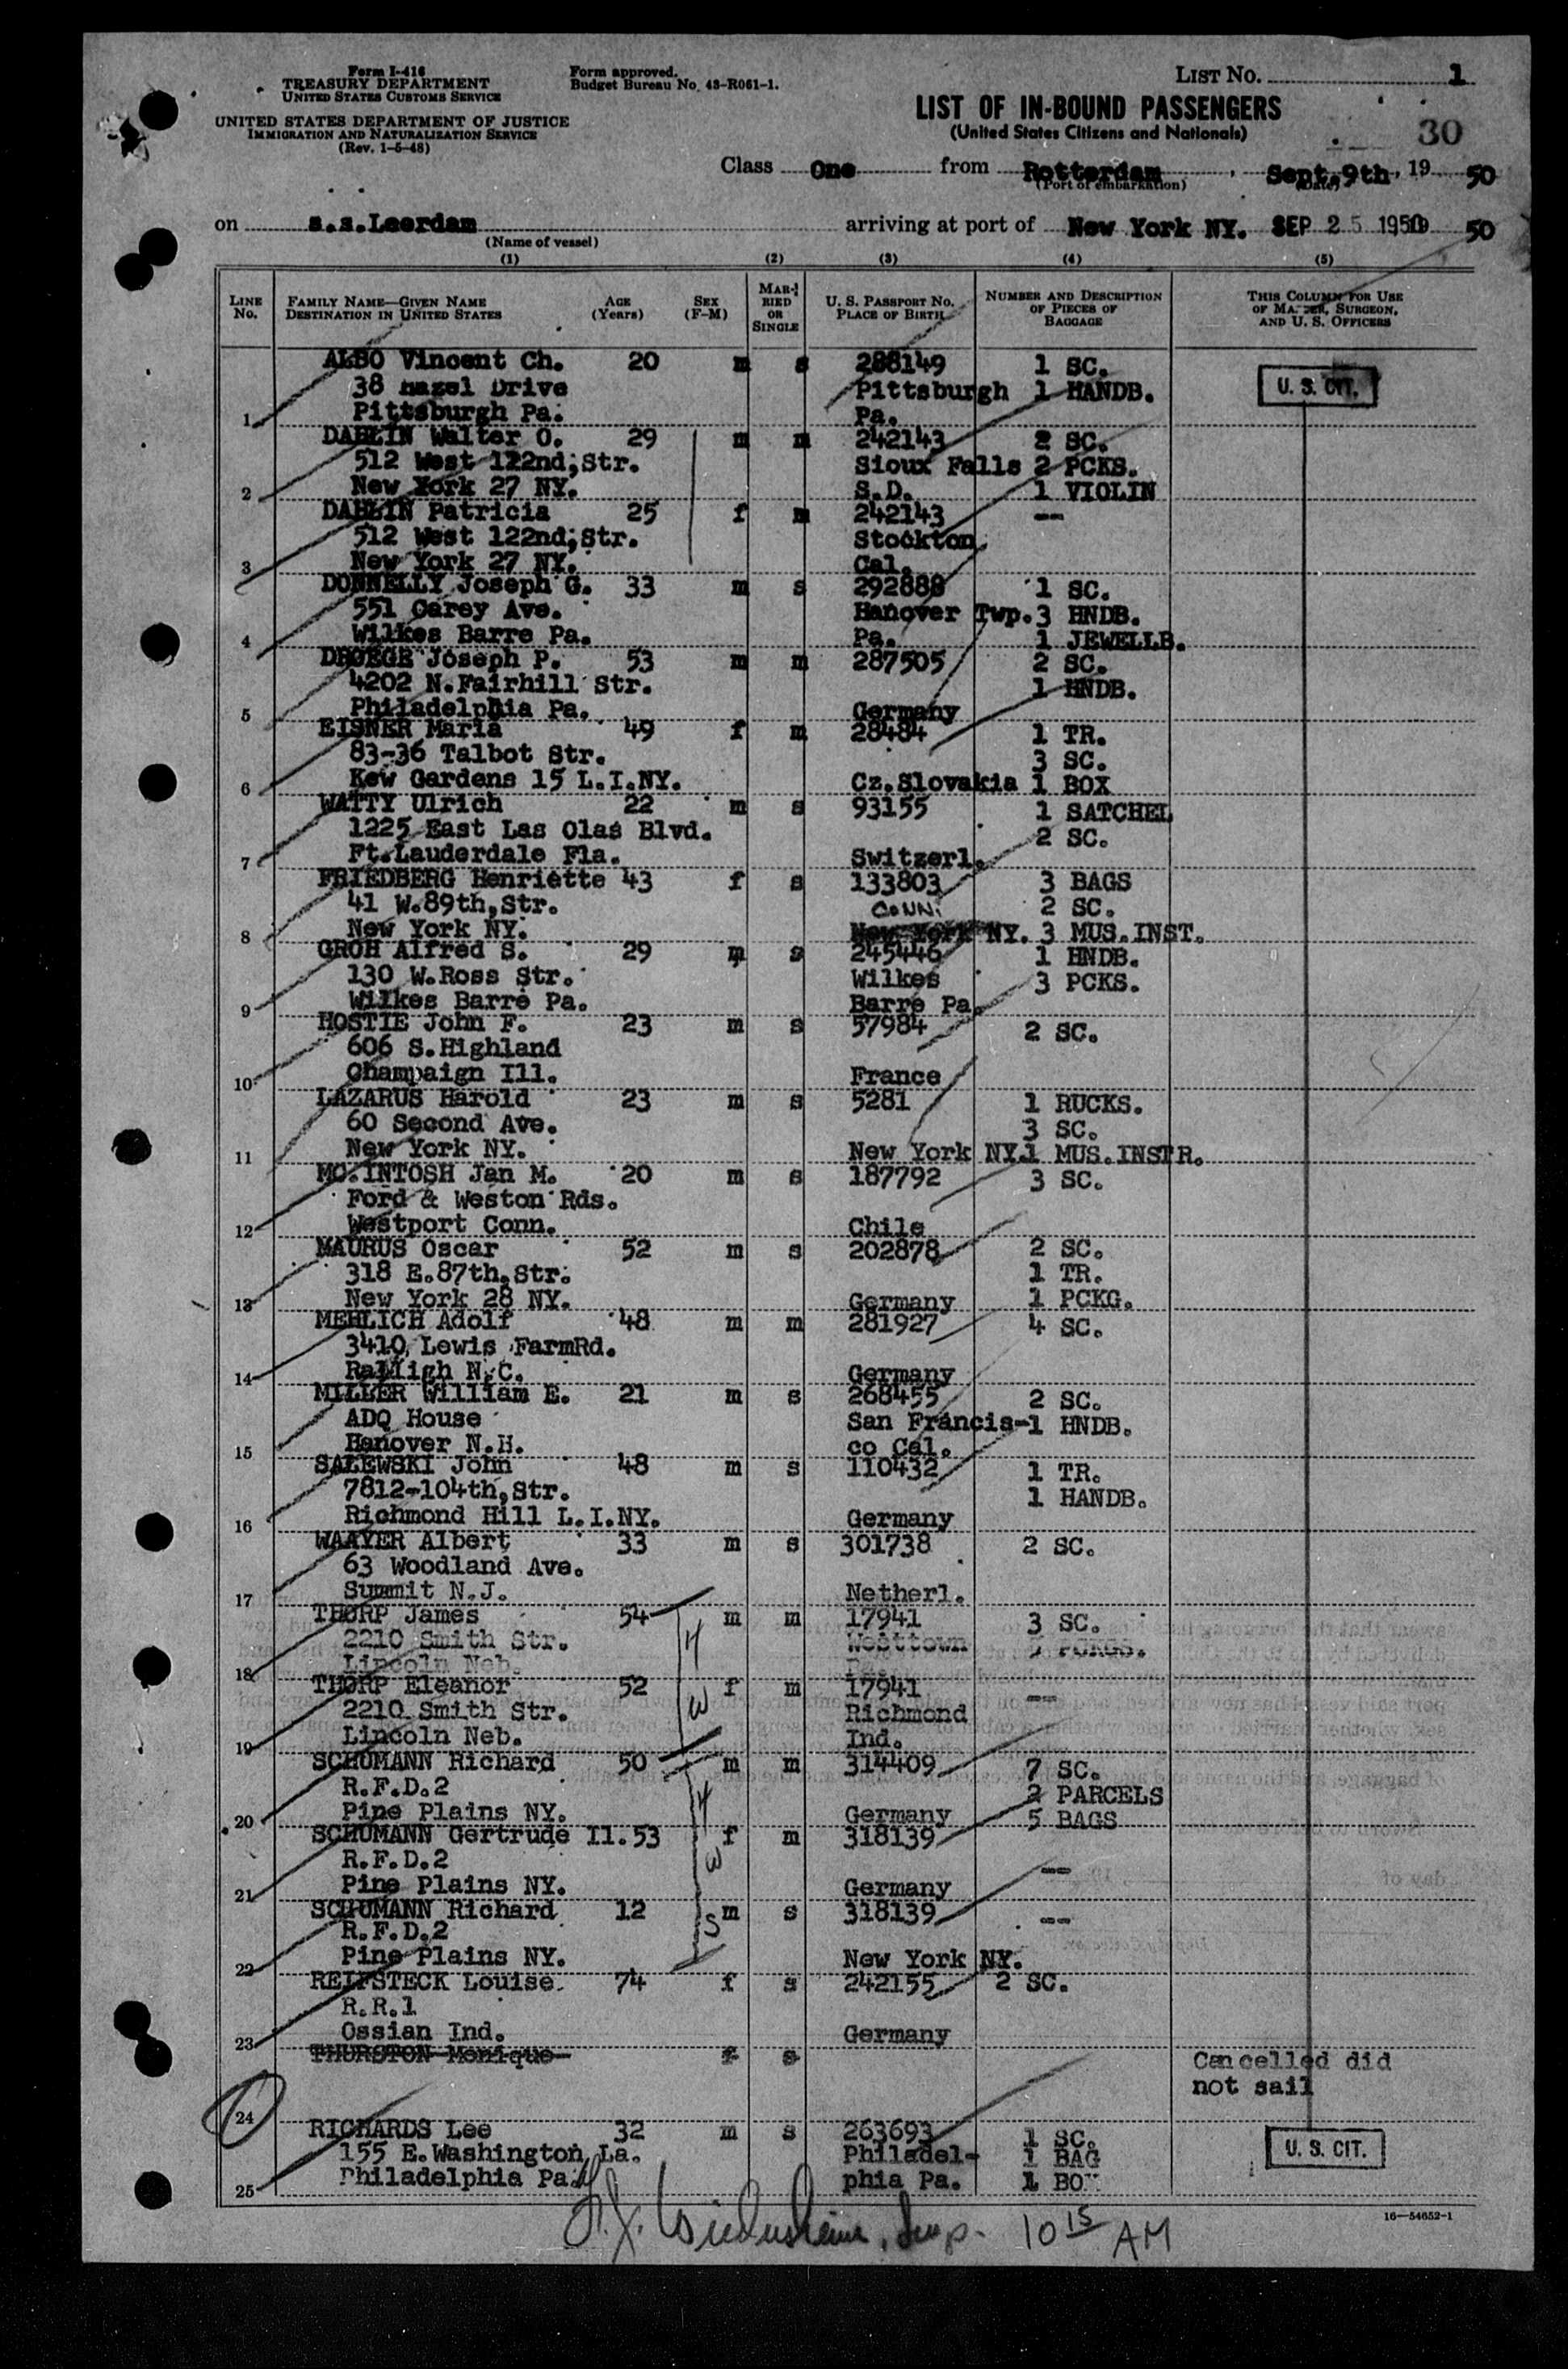 Form I-416
TREASURY DEPARTMENT
UNITED STATES CUSTOMS SERVICE
UNITED STATES DEPARTMENT OF JUSTICE
IMMIGRATION AND NATURALIZATION SERVICE
(Rev. 1-5-48)
Form approved.
Budget Bureau No. 43-R061-1.
LIST NO. 1
LIST OF IN-BOUND PASSENGERS
(United States Citizens and Nationals)
30
Class One from Rotterdam, Sept.9th, 19 50
(Port of embarkation) (Date)
on s.s.Leerdam arriving at port of New York NY. SEP 25 1950 19 50
(Name of vessel)
(1) (2) (3) (4) (5)
LINE No.
FAMILY NAME—GIVEN NAME
DESTINATION IN UNITED STATES
AGE (Years)
SEX (F-M)
MARRIED OR SINGLE
U. S. PASSPORT NO.
PLACE OF BIRTH
NUMBER AND DESCRIPTION OF PIECES OF BAGGAGE
THIS COLUMN FOR USE OF MASTER, SURGEON, AND U. S. OFFICERS
ALBO Vincent Ch. 20 m s 288149 1 SC. U. S. CIT.
38 Hazel Drive Pittsburgh 1 HANDB.
1 Pittsburgh Pa. Pa.
DAHLIN Walter O. 29 m m 242143 2 SC.
512 West 122nd;Str. Sioux Falls 2 PCKS.
2 New York 27 NY. S.D. 1 VIOLIN
DAHLIN Patricia 25 f m 242143 --
512 West 122nd;Str. Stockton
3 New York 27 NY. Cal.
DONNELLY Joseph G. 33 m s 292888 1 SC.
551 Carey Ave. Hanover Twp. 3 HNDB.
4 Wilkes Barre Pa. Pa. 1 JEWELLB.
DROEGE Joseph P. 53 m m 287505 2 SC.
4202 N.Fairhill Str. 1 HNDB.
5 Philadelphia Pa. Germany
EISNER Maria 49 f m 28484 1 TR.
83-36 Talbot Str. 3 SC.
6 Kew Gardens 15 L.I.NY. Cz.Slovakia 1 BOX
WATTY Ulrich 22 m s 93155 1 SATCHEL
1225 East Las Olas Blvd. 2 SC.
7 Ft.Lauderdale Fla. Switzerl.
FRIEDBERG Henriette 43 f s 133803 3 BAGS
41 W.89th,Str. CONN. 2 SC.
8 New York NY. New York NY. 3 MUS.INST.
GROH Alfred S. 29 m s 245446 1 HNDB.
130 W.Ross Str. Wilkes 3 PCKS.
9 Wilkes Barre Pa. Barre Pa.
HOSTIE John F. 23 m s 57984 2 SC.
606 S.Highland
10 Champaign Ill. France
LAZARUS Harold 23 m s 5281 1 RUCKS.
60 Second Ave. 3 SC.
11 New York NY. New York NY. 1 MUS.INSTR.
MC.INTOSH Jan M. 20 m s 187792 3 SC.
Ford & Weston Rds.
12 Westport Conn. Chile
MAURUS Oscar 52 m s 202878 2 SC.
318 E.87th,Str. 1 TR.
13 New York 28 NY. Germany 1 PCKG.
MEHLICH Adolf 48 m m 281927 4 SC.
3410, Lewis FarmRd.
14 N.C. Germany
MILLER William E. 21 m s 268455 2 SC.
ADQ House San Francis- 1 HNDB.
15 Hanover N.H. co Cal.
SALEWSKI John 48 m s 110432 1 TR.
7812-104th,Str. 1 HANDB.
16 Richmond Hill L.I.NY. Germany
WAAYER Albert 33 m s 301738 2 SC.
63 Woodland Ave.
17 Summit N.J. Netherl.
THORP James 54 H m m 17941 3 SC.
2210 Smith Str. Westtown 3 PCKGS.
18 Lincoln Neb.
THORP Eleanor 52 W f m 17941 --
2210 Smith Str. Richmond
19 Lincoln Neb. Ind.
SCHUMANN Richard 50 H m m 314409 7 SC.
R.F.D.2 2 PARCELS
20 Pine Plains NY. Germany 5 BAGS
SCHUMANN Gertrude II. 53 W f m 318139 --
R.F.D.2
21 Pine Plains NY. Germany
SCHUMANN Richard 12 S m s 318139 --
R.F.D.2
22 Pine Plains NY. New York NY.
REIFSTECK Louise 74 f s 242155 2 SC.
R.R.1
23 Ossian Ind. Germany
THURSTON Monique f s Cancelled did
24 not sail
RICHARDS Lee 32 m s 263693 1 SC. U. S. CIT.
155 E.Washington La. Philadel- 1 BAG
25 Philadelphia Pa. phia Pa. 1 BOX
16—54652-1
Insp. 10 15 AM